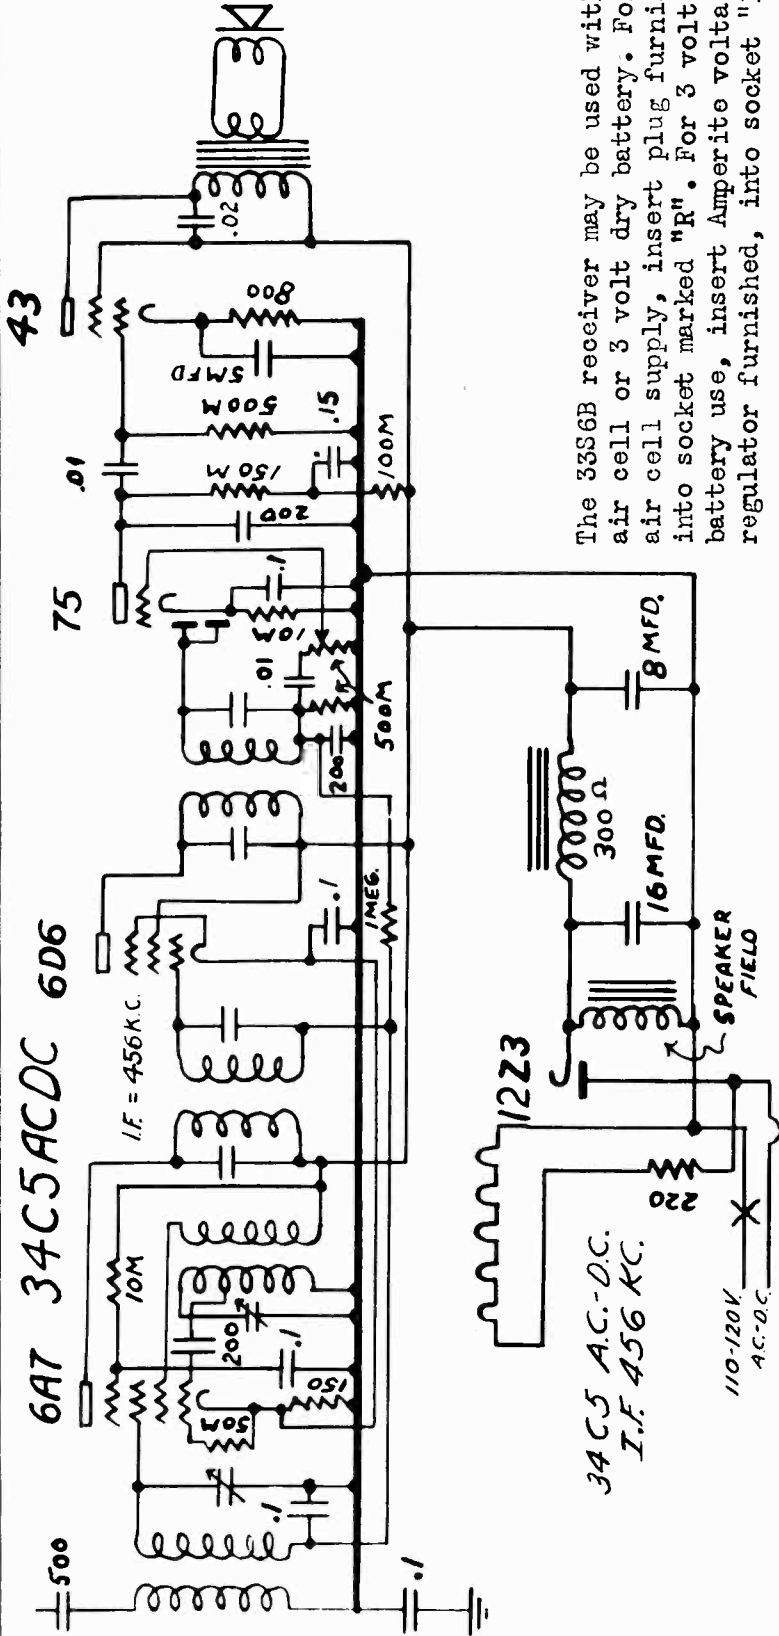 6A7 34C5ACDC 6D6 75 43
I.F. = 456 K.C.
500
.1
.1
50M
150
.1
200
10M
.1
1MEG.
200
500M
.01
10M
.1
200
150M
.15
100M
.01
500M
5MFD
800
.02
34C5 A.C.-D.C.
I.F. 456 KC.
110-120V.
A.C.-D.C.
220
12Z3
SPEAKER
FIELD
16MFD.
300Ω
8MFD.
The 33S6B receiver may be used wit
air cell or 3 volt dry battery. Fo
air cell supply, insert plug furni
into socket marked "R". For 3 volt
battery use, insert Amperite volta
regulator furnished, into socket "